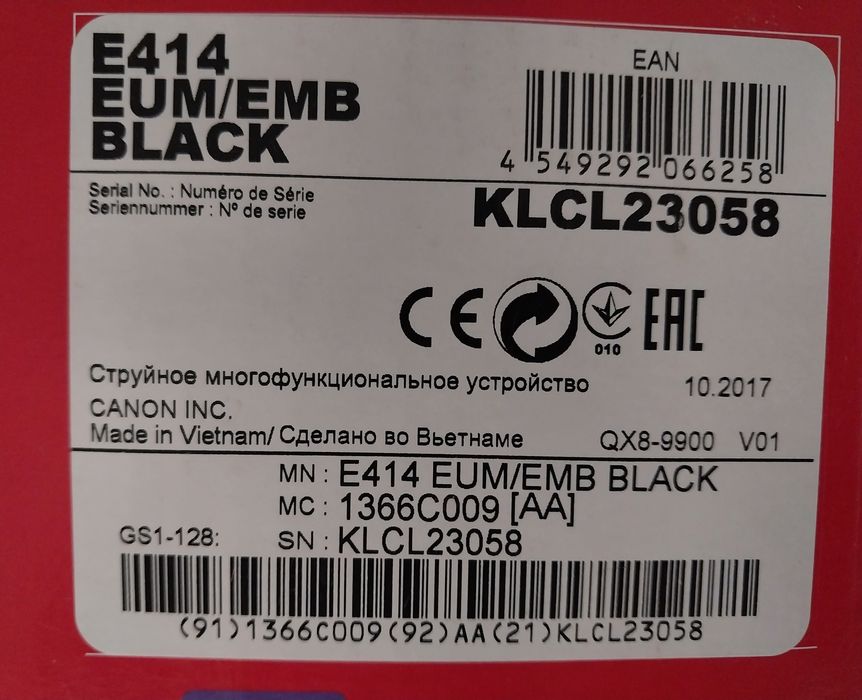 E414
EUM/EMB
BLACK
EAN
4 549292 066258
Serial No. : Numéro de Série
Seriennummer : Nº de serie
KLCL23058
CE
010
EAC
Струйное многофункциональное устройство
10.2017
CANON INC.
Made in Vietnam/ Сделано во Вьетнаме
QX8-9900 V01
MN : E414 EUM/EMB BLACK
MC : 1366C009 [AA]
GS1-128:
SN : KLCL23058
(91)1366C009(92)AA(21)KLCL23058